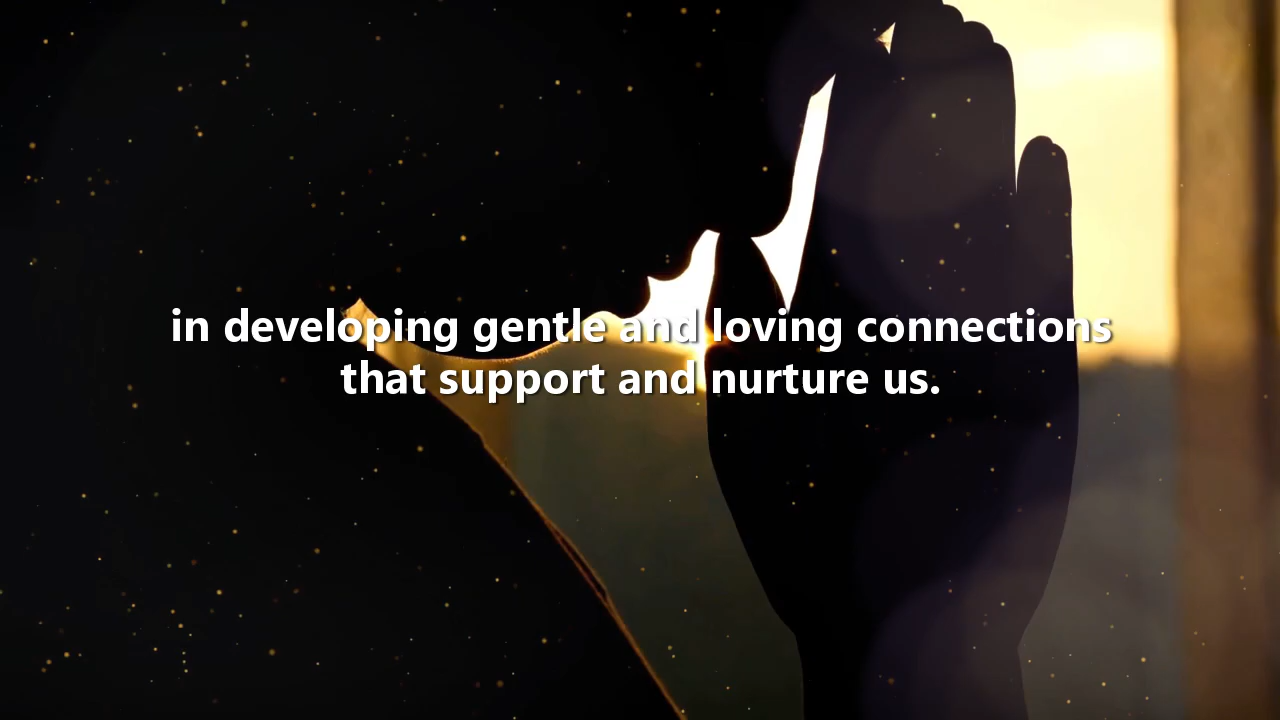 in developing gentle and loving connections
that support and nurture us.